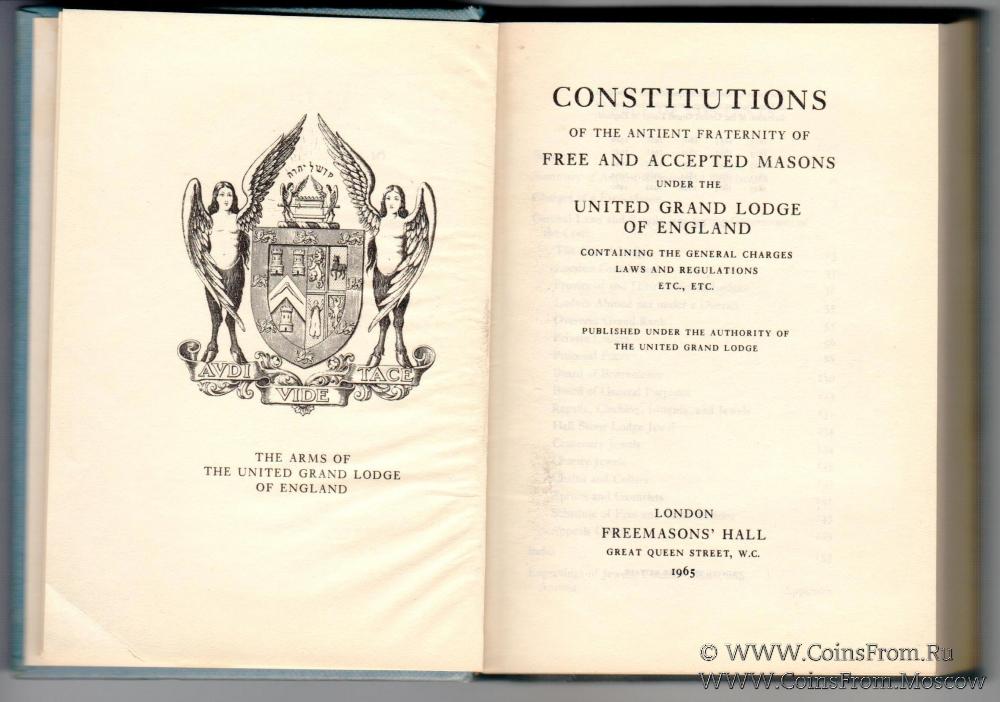 קדש ל יהוה
AVDI
VIDE
TACE
THE ARMS OF
THE UNITED GRAND LODGE
OF ENGLAND
CONSTITUTIONS
OF THE ANTIENT FRATERNITY OF
FREE AND ACCEPTED MASONS
UNDER THE
UNITED GRAND LODGE
OF ENGLAND
CONTAINING THE GENERAL CHARGES
LAWS AND REGULATIONS
ETC., ETC.
PUBLISHED UNDER THE AUTHORITY OF
THE UNITED GRAND LODGE
LONDON
FREEMASONS' HALL
GREAT QUEEN STREET, W.C.
1965
© WWW.CoinsFrom.Ru
WWW.CoinsFrom.Moscow